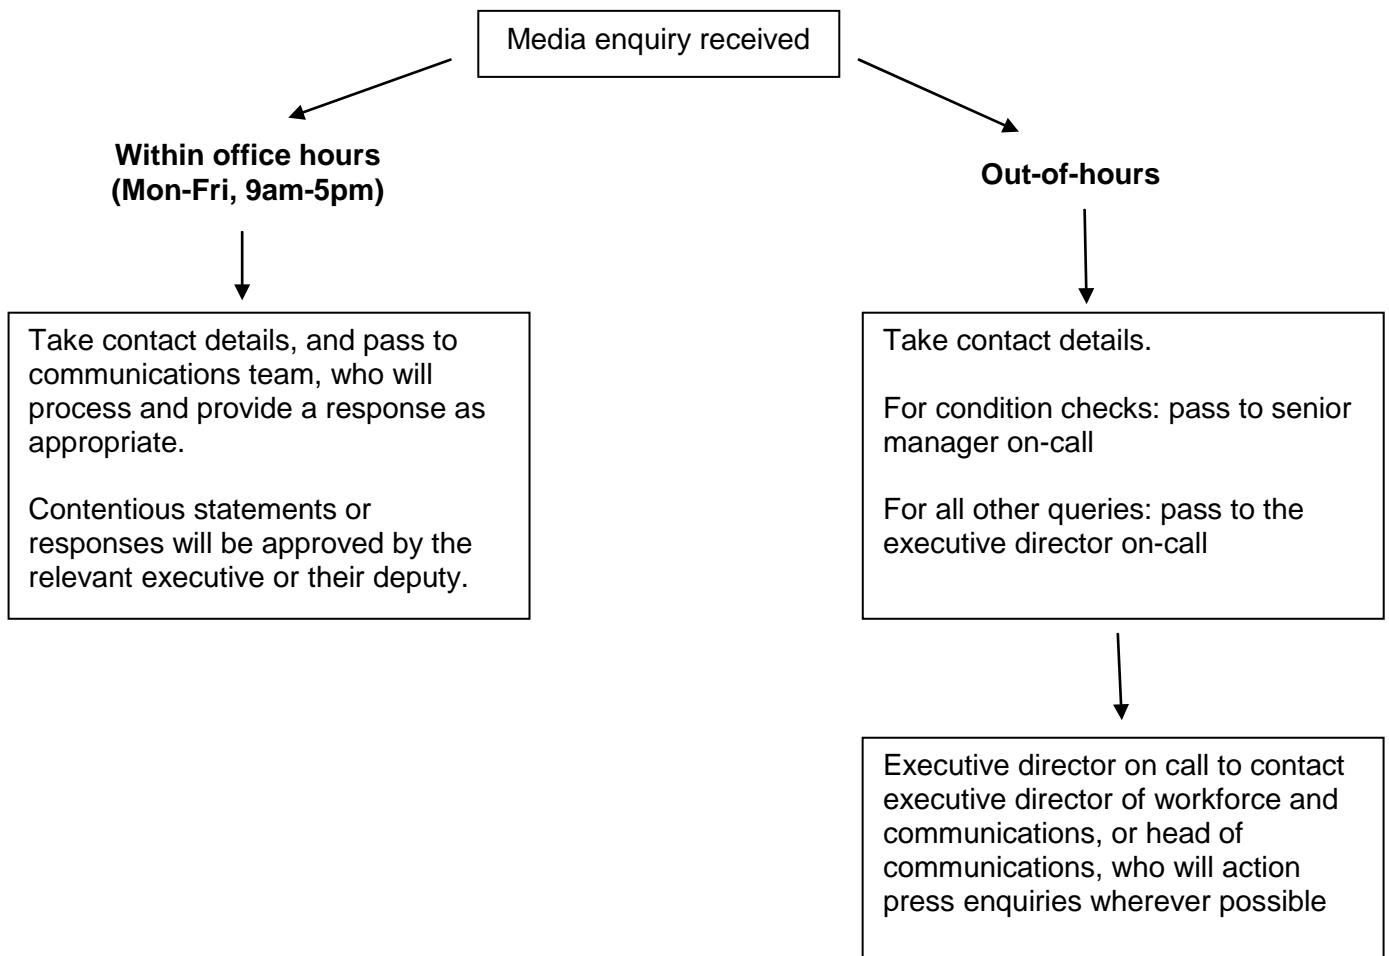 Media enquiry received
Within office hours
(Mon-Fri, 9am-5pm)
Take contact details, and pass to
communications team, who will
process and provide a response as
appropriate.
Contentious statements or
responses will be approved by the
relevant executive or their deputy.
Out-of-hours
Take contact details.
For condition checks: pass to senior
manager on-call
For all other queries: pass to the
executive director on-call
Executive director on call to contact
executive director of workforce and
communications, or head of
communications, who will action
press enquiries wherever possible